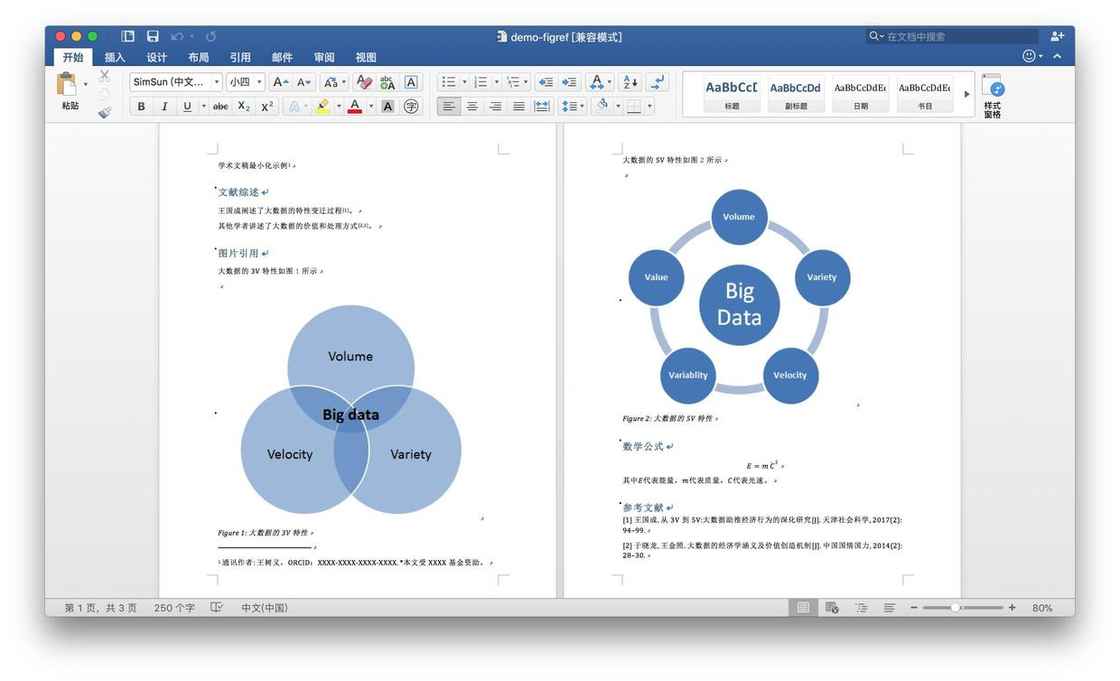 demo-figref [兼容模式]
在文档中搜索
开始 插入 设计 布局 引用 邮件 审阅 视图
粘贴
SimSun (中文... 小四
B I U abc X₂ X²
AaBbCcD AaBbCcDd AaBbCcDdEe AaBbCcDdEe
标题 副标题 日期 书目
样式
窗格
学术文稿最小化示例¹
文献综述
王国成阐述了大数据的特性变迁过程[1]。
其他学者讲述了大数据的价值和处理方式[2,3]。
图片引用
大数据的 3V 特性如图 1 所示
Volume
Big data
Velocity
Variety
Figure 1: 大数据的 3V 特性
¹通讯作者: 王树义。ORCID: XXXX-XXXX-XXXX-XXXX. *本文受 XXXX 基金资助。
大数据的 5V 特性如图 2 所示
Volume
Value
Variety
Big
Data
Variablity
Velocity
Figure 2: 大数据的 5V 特性
数学公式
E = mC²
其中E代表能量。m代表质量。C代表光速。
参考文献
[1] 王国成. 从 3V 到 5V:大数据助推经济行为的深化研究[J]. 天津社会科学, 2017(2):
94–99.
[2] 于晓龙, 王金照. 大数据的经济学涵义及价值创造机制[J]. 中国国情国力, 2014(2):
28–30.
第 1 页，共 3 页 250 个字 中文(中国)
80%